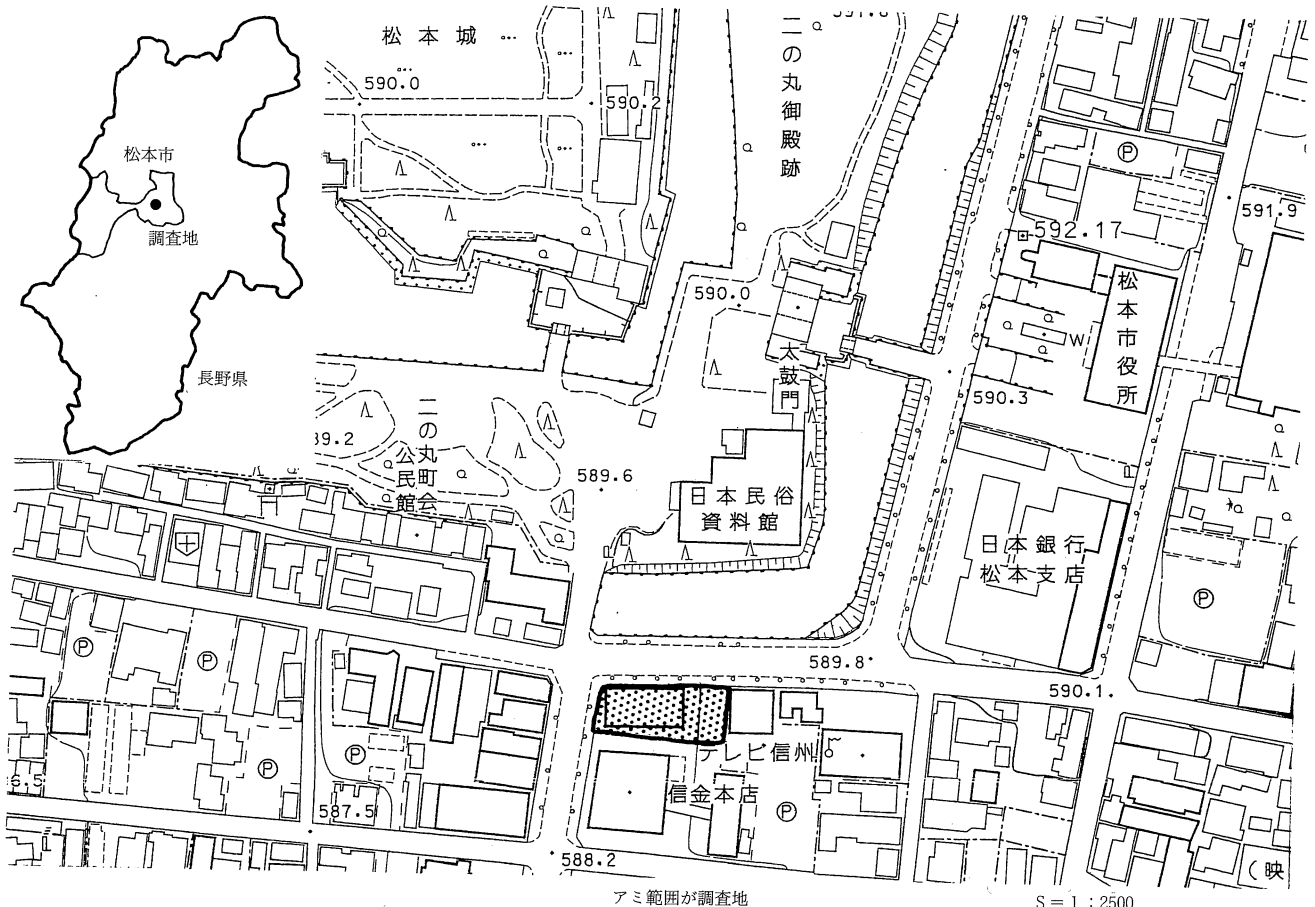 松本市
調査地
長野県
松本城
590.0
590.2
二の丸御殿跡
590.0
太鼓門
592.17
591.9
松本市役所
W
590.3
二の丸町会
公民館
589.6
日本民俗
資料館
日本銀行
松本支店
P
P
P
P
P
P
P
589.8
590.1
テレビ信州
信金本店
587.5
588.2
(映
アミ範囲が調査地
S=1:2500